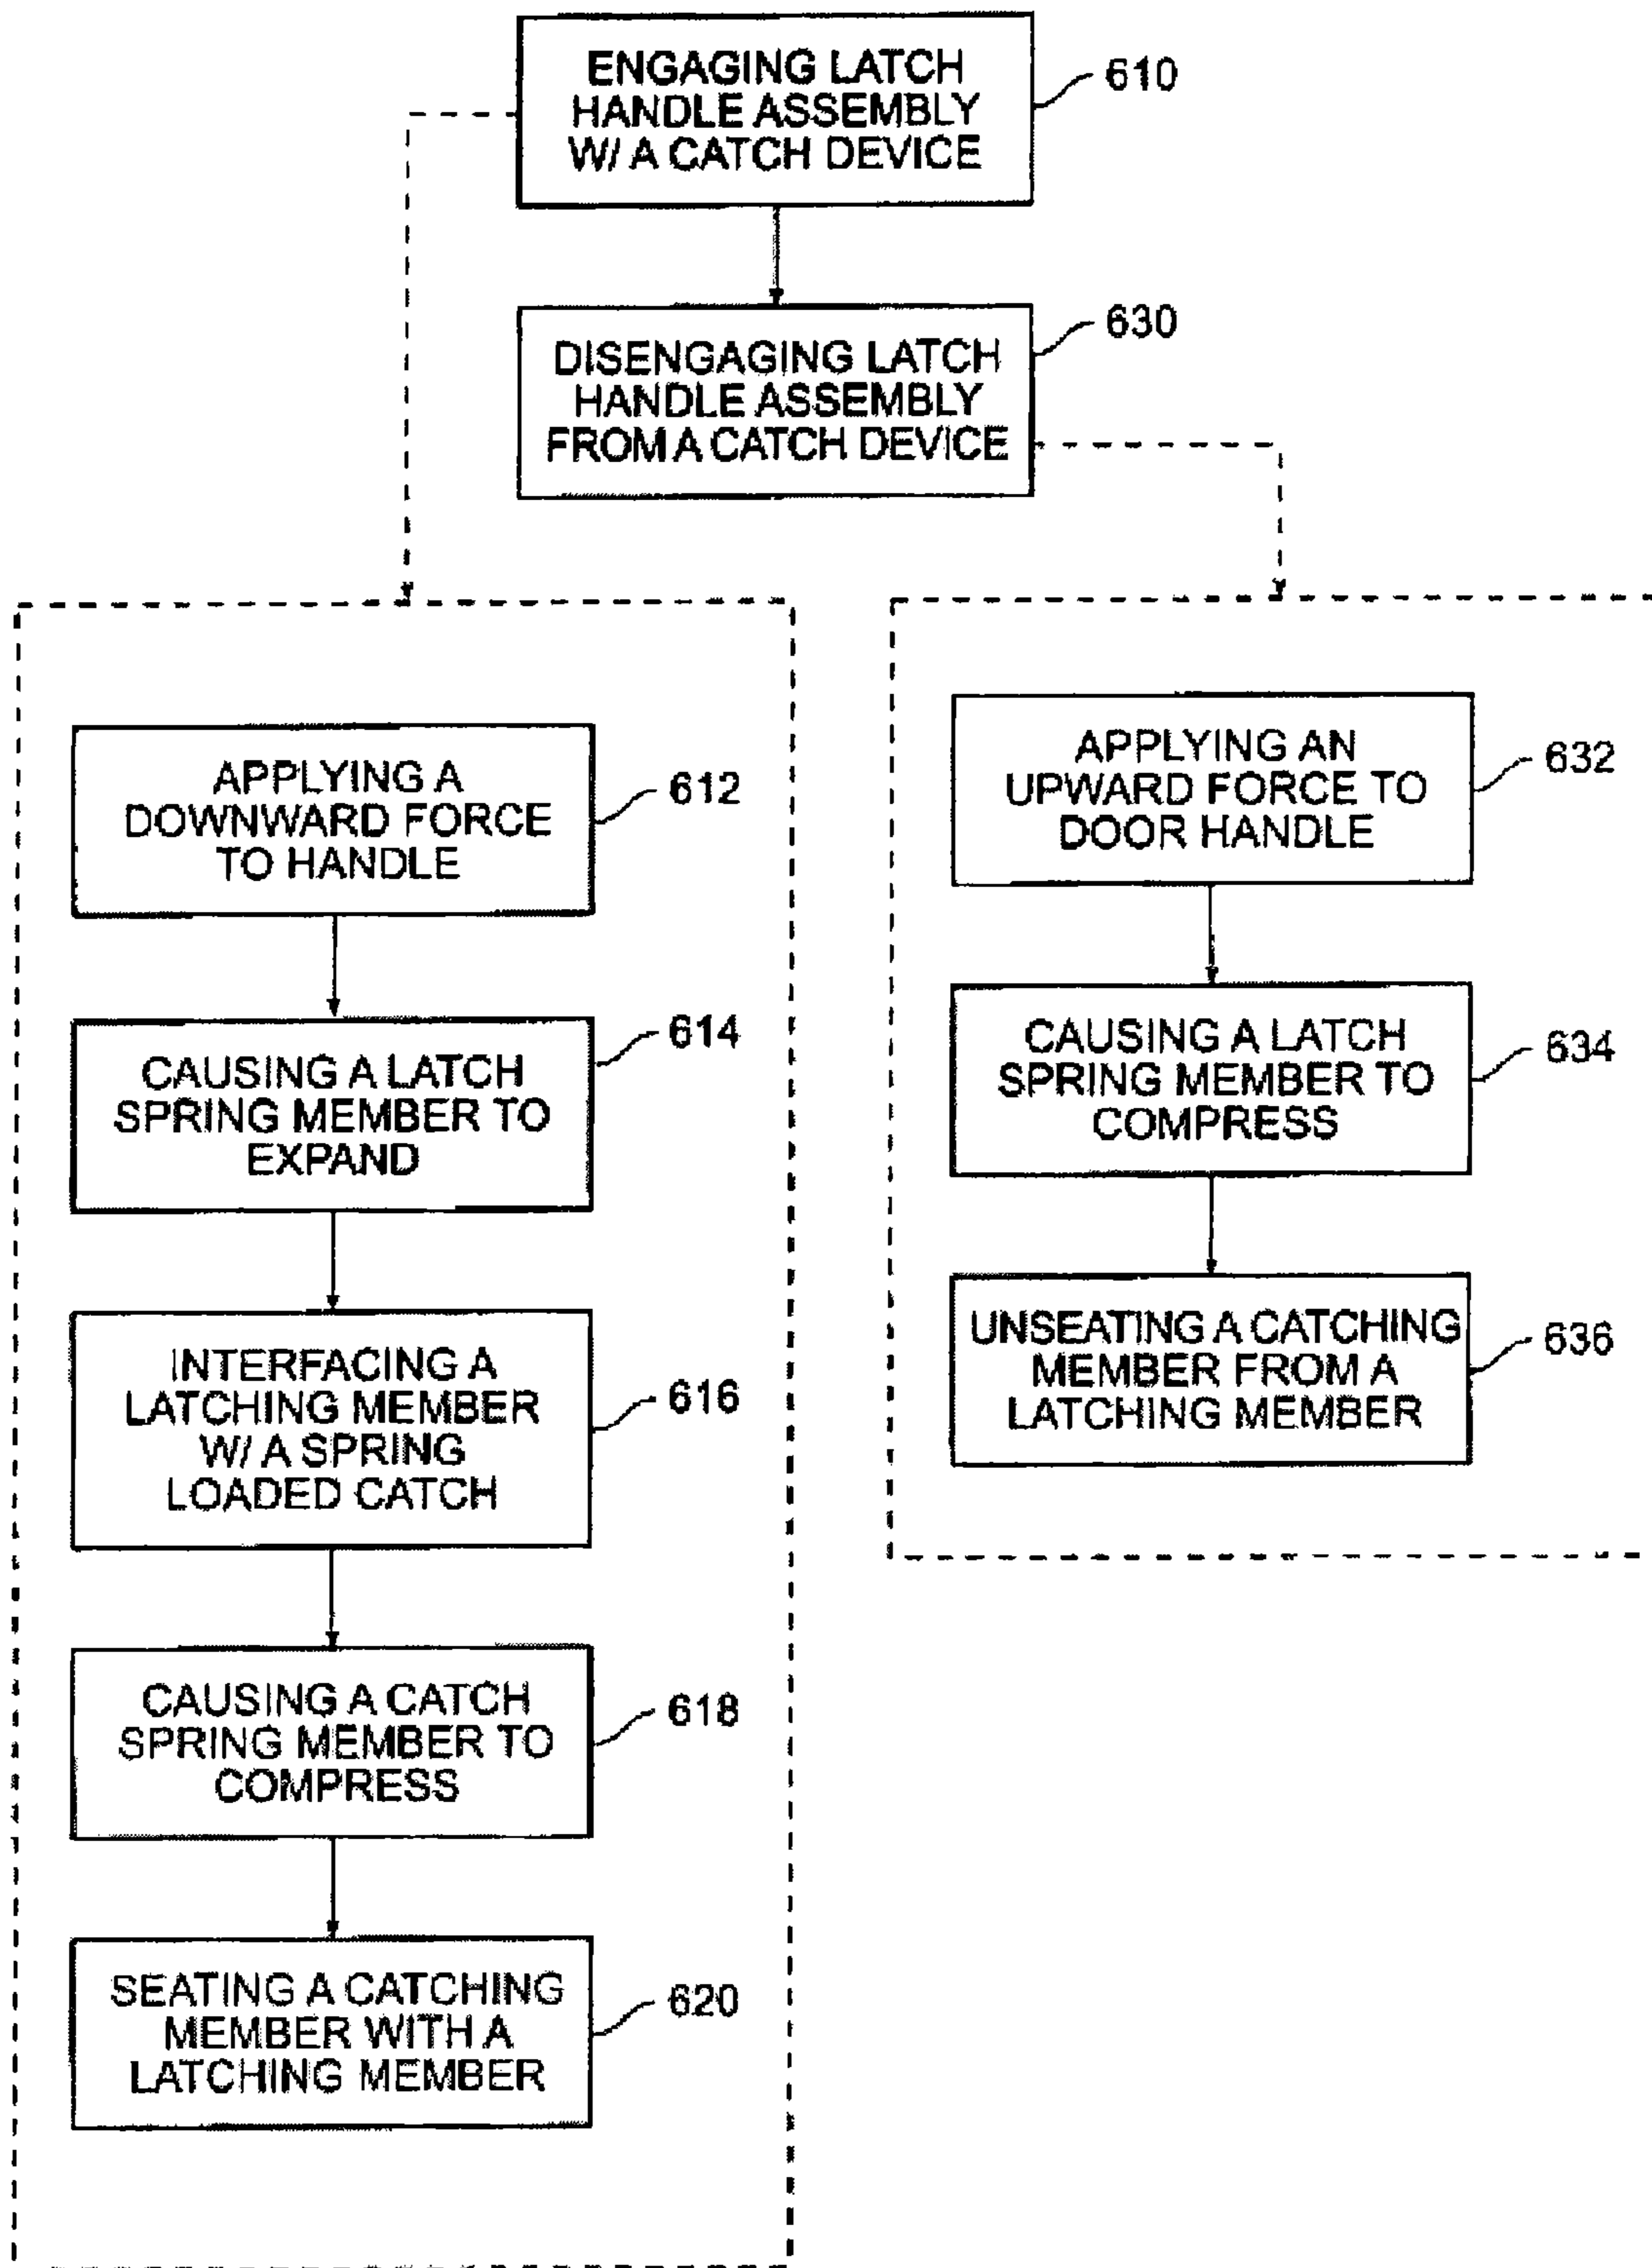 ENGAGING LATCH
HANDLE ASSEMBLY
W/ A CATCH DEVICE
610
DISENGAGING LATCH
HANDLE ASSEMBLY
FROM A CATCH DEVICE
630
APPLYING A
DOWNWARD FORCE
TO HANDLE
612
CAUSING A LATCH
SPRING MEMBER TO
EXPAND
614
INTERFACING A
LATCHING MEMBER
W/ A SPRING
LOADED CATCH
616
CAUSING A CATCH
SPRING MEMBER TO
COMPRESS
618
SEATING A CATCHING
MEMBER WITH A
LATCHING MEMBER
620
APPLYING AN
UPWARD FORCE TO
DOOR HANDLE
632
CAUSING A LATCH
SPRING MEMBER TO
COMPRESS
634
UNSEATING A CATCHING
MEMBER FROM A
LATCHING MEMBER
636